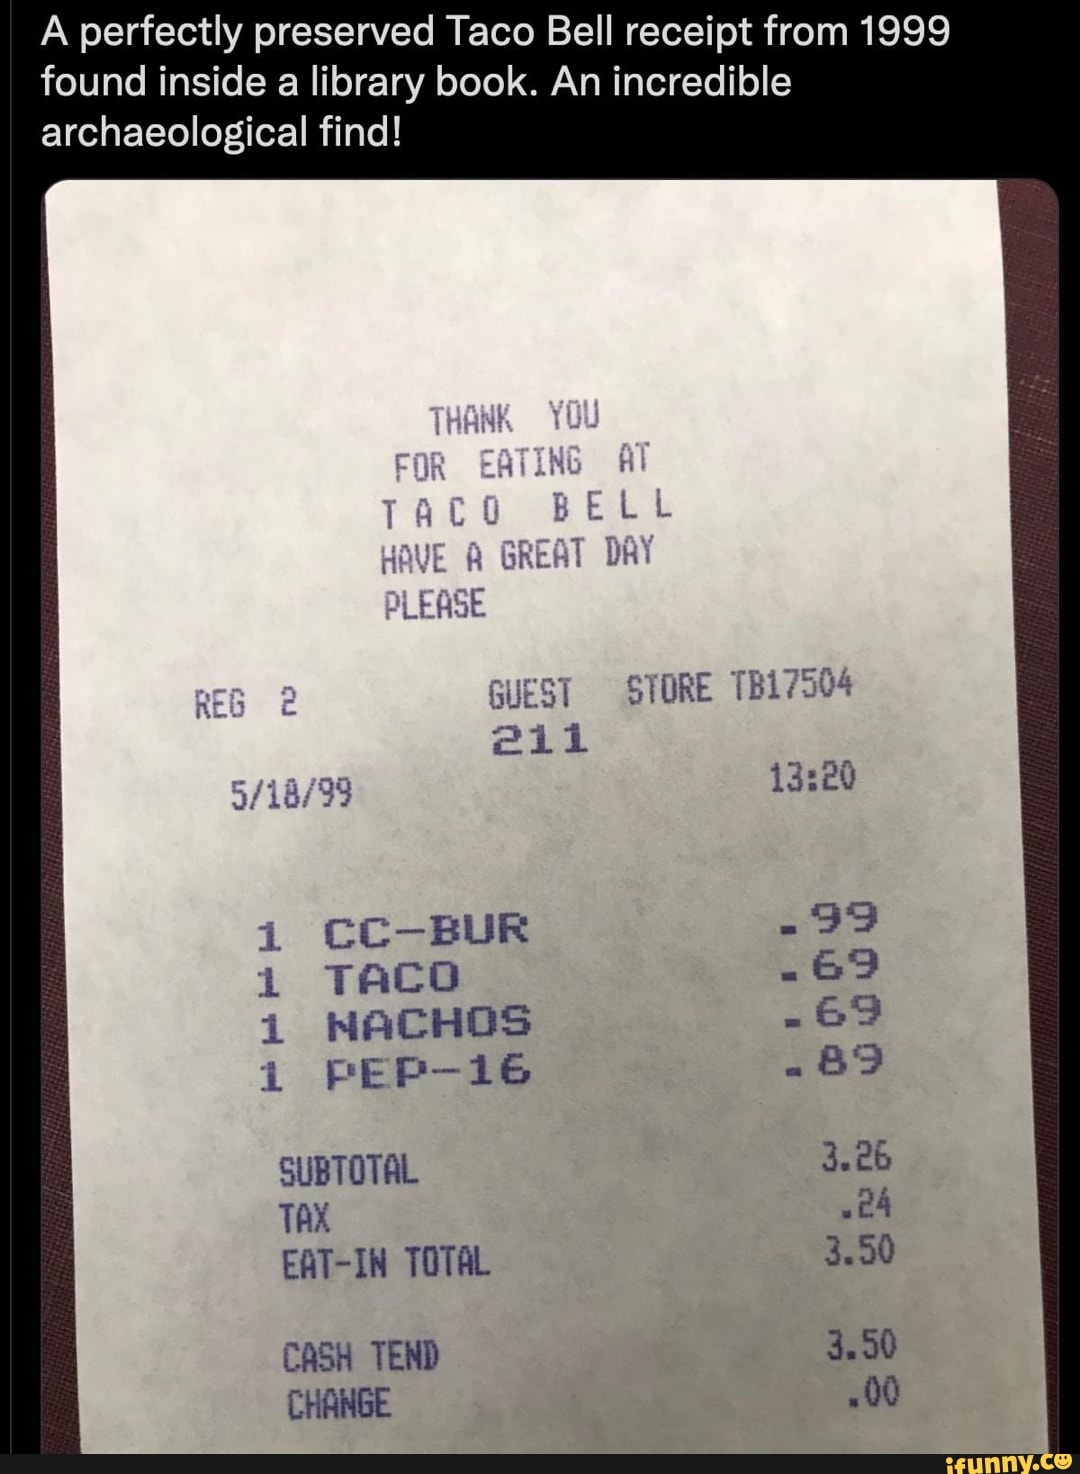 A perfectly preserved Taco Bell receipt from 1999
found inside a library book. An incredible
archaeological find!
THANK YOU
FOR EATING AT
TACO BELL
HAVE A GREAT DAY
PLEASE
REG 2 GUEST STORE TB17504
211
5/18/99 13:20
1 CC-BUR .99
1 TACO .69
1 NACHOS .69
1 PEP-16 .89
SUBTOTAL 3.26
TAX .24
EAT-IN TOTAL 3.50
CASH TEND 3.50
CHANGE .00
ifunny.co